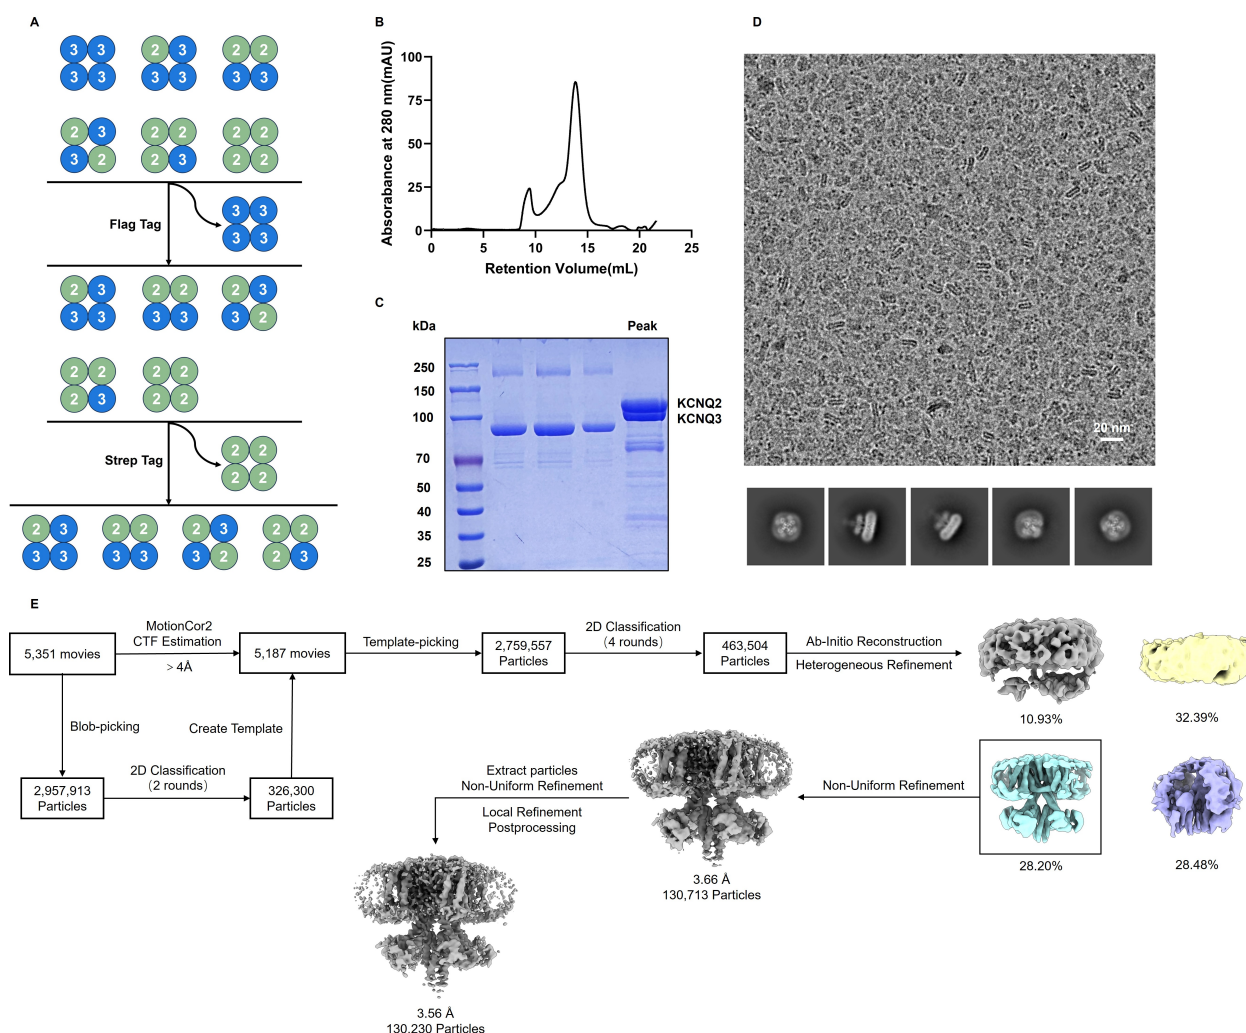 A
3 3 2 3 2 2
3 3 3 3 3 3
2 3 2 2 2 2
3 2 2 3 2 2
Flag Tag
3 3
3 3
2 3 2 2 2 3
3 3 3 3 3 2
2 2 2 2
2 3 2 2
Strep Tag
2 2
2 2
2 3 2 2 2 3 2 2
3 3 3 3 3 2 2 3
B
Absorabance at 280 nm(mAU)
100
75
50
25
0
0 5 10 15 20 25
Retention Volume(mL)
C
kDa
Peak
250
150
100
70
50
40
35
25
KCNQ2
KCNQ3
D
20 nm
E
5,351 movies
MotionCor2
CTF Estimation
> 4Å
5,187 movies
Template-picking
2,759,557
Particles
2D Classification
(4 rounds)
463,504
Particles
Ab-Initio Reconstruction
Heterogeneous Refinement
10.93%
32.39%
Blob-picking
2,957,913
Particles
2D Classification
(2 rounds)
326,300
Particles
Create Template
28.20%
28.48%
Non-Uniform Refinement
3.66 Å
130,713 Particles
Extract particles
Non-Uniform Refinement
Local Refinement
Postprocessing
3.56 Å
130,230 Particles